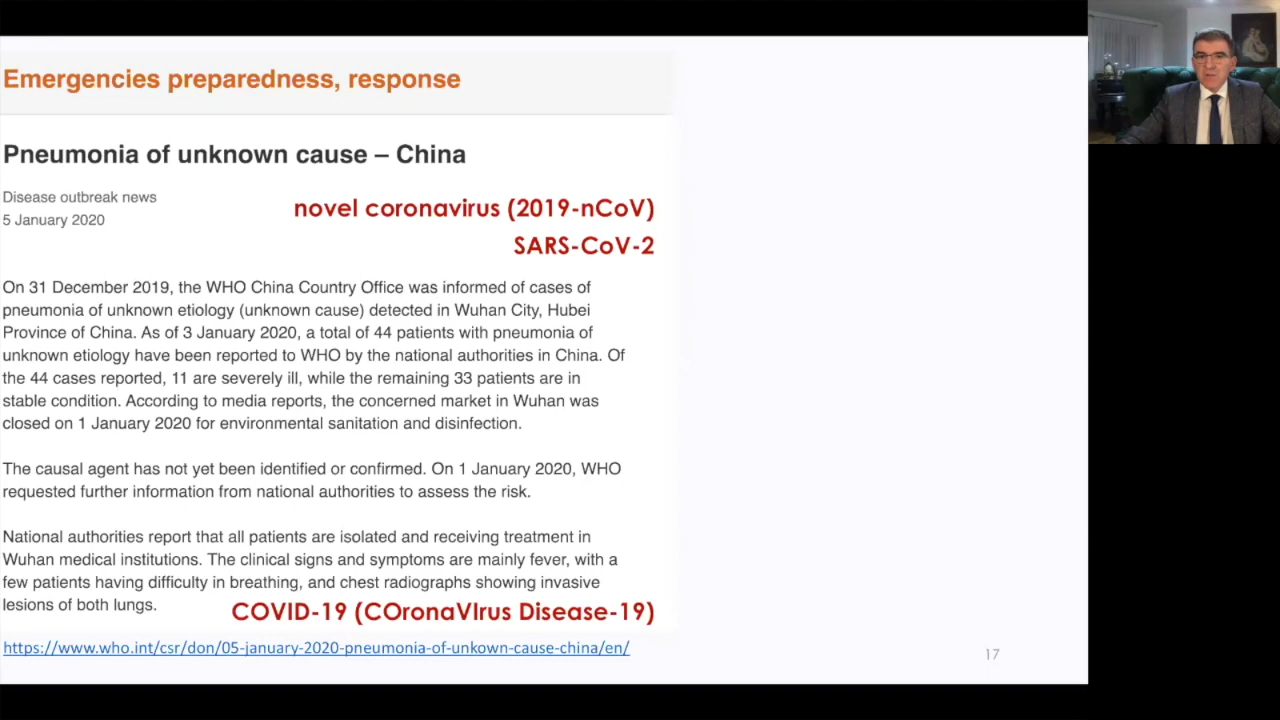 Emergencies preparedness, response
Pneumonia of unknown cause – China
Disease outbreak news
5 January 2020
novel coronavirus (2019-nCoV)
SARS-CoV-2
On 31 December 2019, the WHO China Country Office was informed of cases of
pneumonia of unknown etiology (unknown cause) detected in Wuhan City, Hubei
Province of China. As of 3 January 2020, a total of 44 patients with pneumonia of
unknown etiology have been reported to WHO by the national authorities in China. Of
the 44 cases reported, 11 are severely ill, while the remaining 33 patients are in
stable condition. According to media reports, the concerned market in Wuhan was
closed on 1 January 2020 for environmental sanitation and disinfection.
The causal agent has not yet been identified or confirmed. On 1 January 2020, WHO
requested further information from national authorities to assess the risk.
National authorities report that all patients are isolated and receiving treatment in
Wuhan medical institutions. The clinical signs and symptoms are mainly fever, with a
few patients having difficulty in breathing, and chest radiographs showing invasive
lesions of both lungs.
COVID-19 (COronaVIrus Disease-19)
https://www.who.int/csr/don/05-january-2020-pneumonia-of-unkown-cause-china/en/
17